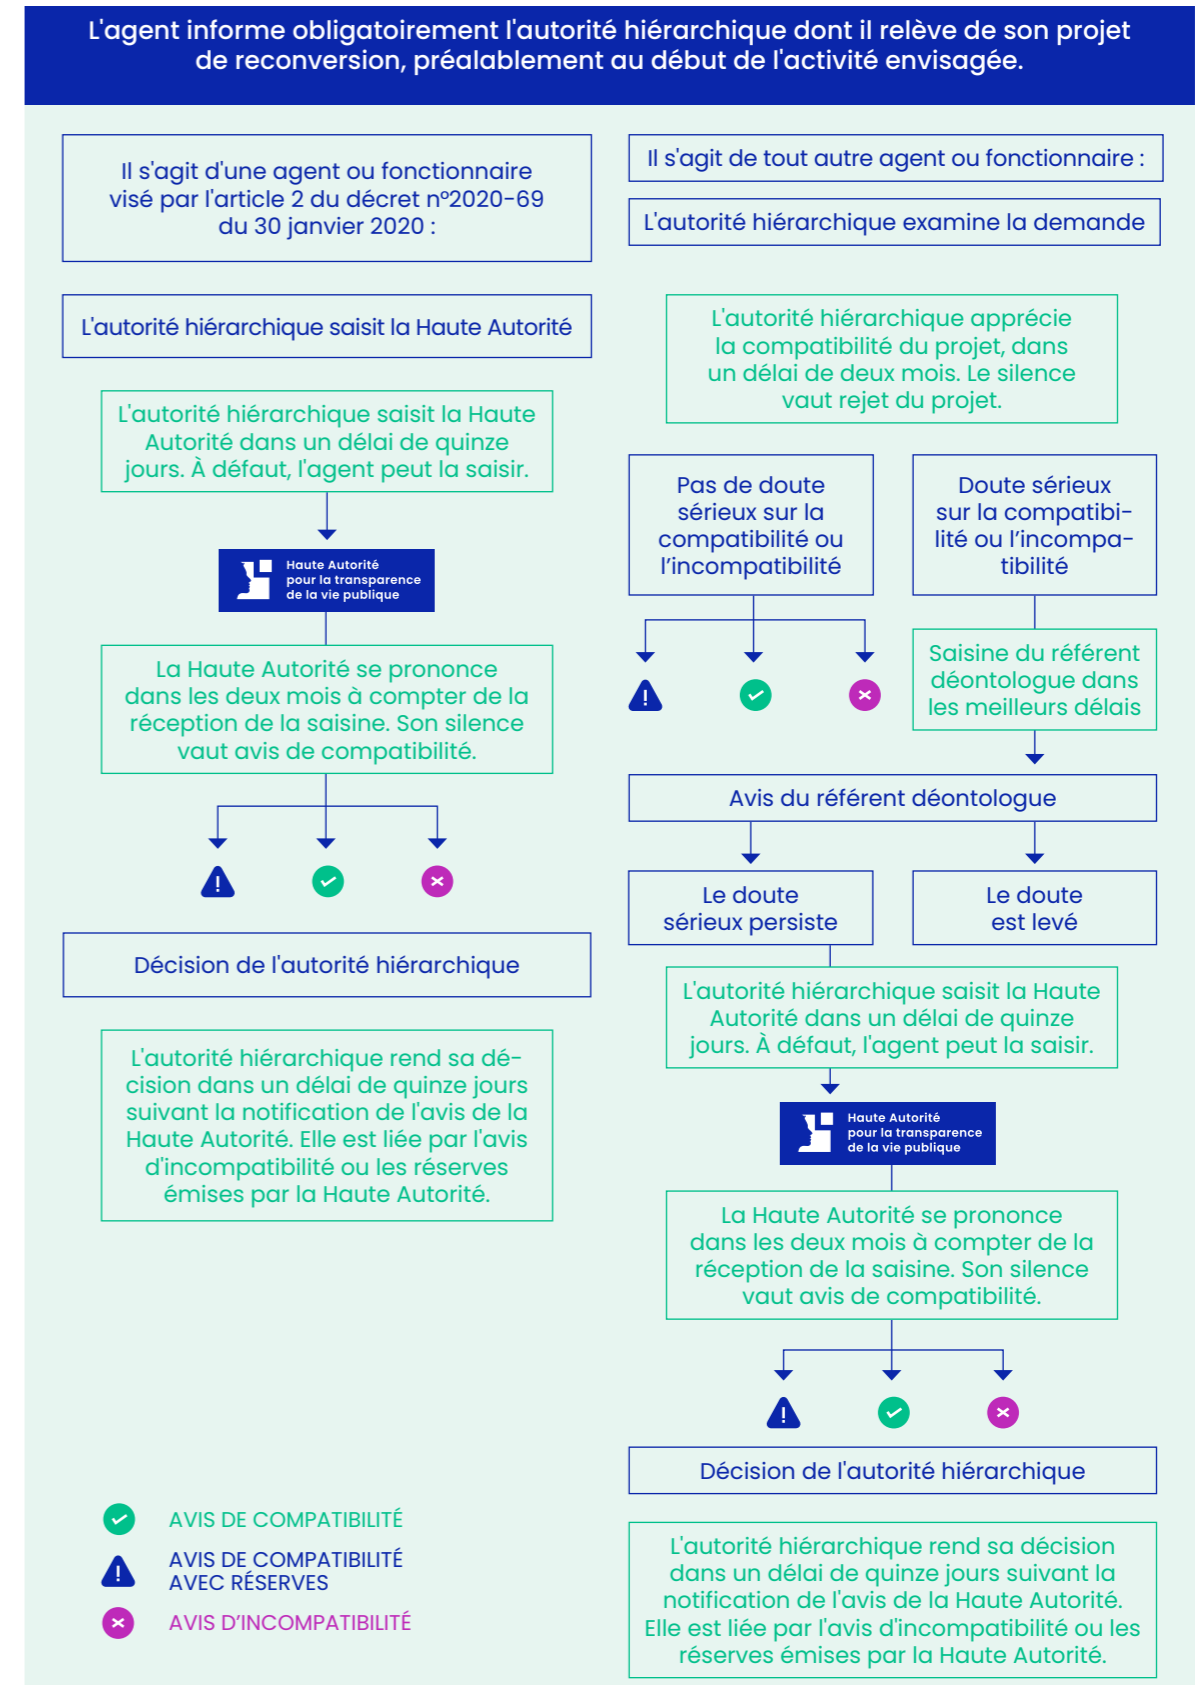 L'agent informe obligatoirement l'autorité hiérarchique dont il relève de son projet
de reconversion, préalablement au début de l'activité envisagée.
Il s'agit d'une agent ou fonctionnaire
visé par l'article 2 du décret nº2020-69
du 30 janvier 2020 :
L'autorité hiérarchique saisit la Haute Autorité
L'autorité hiérarchique saisit la Haute
Autorité dans un délai de quinze
jours. À défaut, l'agent peut la saisir.
Haute Autorité
pour la transparence
de la vie publique
La Haute Autorité se prononce
dans les deux mois à compter de la
réception de la saisine. Son silence
vaut avis de compatibilité.
Décision de l'autorité hiérarchique
L'autorité hiérarchique rend sa dé-
cision dans un délai de quinze jours
suivant la notification de l'avis de la
Haute Autorité. Elle est liée par l'avis
d'incompatibilité ou les réserves
émises par la Haute Autorité.
Il s'agit de tout autre agent ou fonctionnaire :
L'autorité hiérarchique examine la demande
L'autorité hiérarchique apprécie
la compatibilité du projet, dans
un délai de deux mois. Le silence
vaut rejet du projet.
Pas de doute
sérieux sur la
compatibilité ou
l’incompatibilité
Doute sérieux
sur la compatibi-
lité ou l’incompa-
tibilité
Saisine du référent
déontologue dans
les meilleurs délais
Avis du référent déontologue
Le doute
sérieux persiste
Le doute
est levé
L'autorité hiérarchique saisit la Haute
Autorité dans un délai de quinze
jours. À défaut, l'agent peut la saisir.
Haute Autorité
pour la transparence
de la vie publique
La Haute Autorité se prononce
dans les deux mois à compter de la
réception de la saisine. Son silence
vaut avis de compatibilité.
Décision de l'autorité hiérarchique
L'autorité hiérarchique rend sa décision
dans un délai de quinze jours suivant la
notification de l'avis de la Haute Autorité.
Elle est liée par l'avis d'incompatibilité ou les
réserves émises par la Haute Autorité.
AVIS DE COMPATIBILITÉ
AVIS DE COMPATIBILITÉ
AVEC RÉSERVES
AVIS D’INCOMPATIBILITÉ